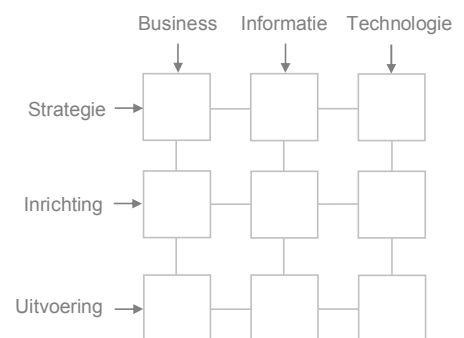 Business Informatie Technologie
Strategie
Inrichting
Uitvoering